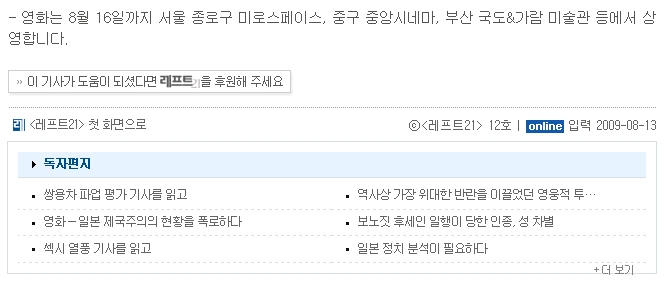 - 영화는 8월 16일까지 서울 종로구 미로스페이스, 중구 중앙시네마, 부산 국도&가람 미술관 등에서 상
영합니다.
» 이 기사가 도움이 되셨다면 레프트21을 후원해 주세요
레 <레프트21> 첫 화면으로
ⓒ<레프트21> 12호 | online 입력 2009-08-13
독자편지
쌍용차 파업 평가 기사를 읽고
역사상 가장 위대한 반란을 이끌었던 영웅적 투…
영화－일본 제국주의의 현황을 폭로하다
보노짓 후세인 일행이 당한 인종, 성 차별
섹시 열풍 기사를 읽고
일본 정치 분석이 필요하다
+ 더 보기